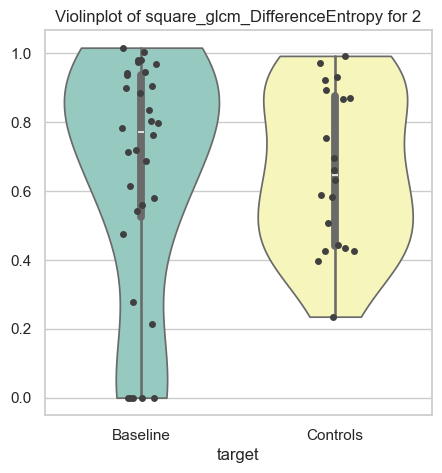 Violinplot of square_glcm_DifferenceEntropy for 2
1.0
0.8
0.6
0.4
0.2
0.0
Baseline Controls
target